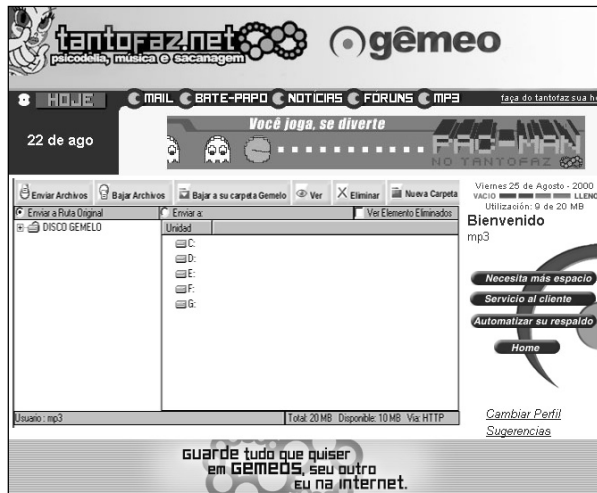 tantofaz.net
psicodelia, música e sacanagem
gêmeo
HOJE
MAIL BATE-PAPO NOTÍCIAS FÓRUNS MP3
faça do tantofaz sua h
22 de ago
Você joga, se diverte
PAC-MAN
NO TANTOFAZ
Enviar Archivos Bajar Archivos Bajar a su carpeta Gemelo Ver Eliminar Nueva Carpeta
Enviar a Ruta Original Enviar a: Ver Elemento Eliminados
DISCO GEMELO
Unidad
C:
D:
E:
F:
G:
Usuario : mp3 Total: 20 MB Disponible: 10 MB Via: HTTP
Viernes 25 de Agosto - 2000
VACIO LLENO
Utilización: 9 de 20 MB
Bienvenido
mp3
Necesita más espacio
Servicio al cliente
Automatizar su respaldo
Home
Cambiar Perfil
Sugerencias
Guarde tudo que quiser
em GEMEOS, seu outro
EU na internet.